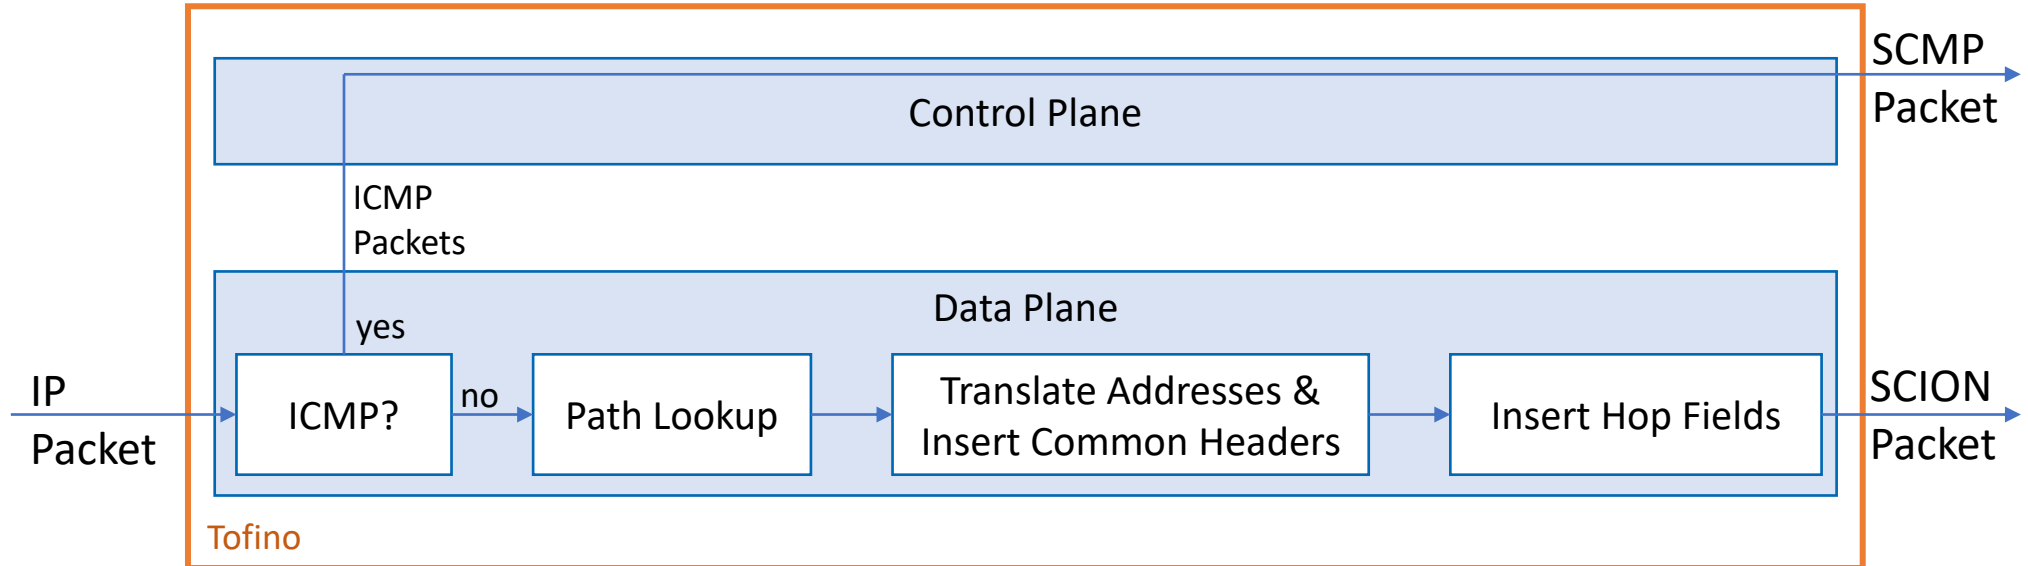 SCMP
Packet
Control Plane
ICMP
Packets
Data Plane
yes
IP
Packet
ICMP?
no
Path Lookup
Translate Addresses &
Insert Common Headers
Insert Hop Fields
SCION
Packet
Tofino